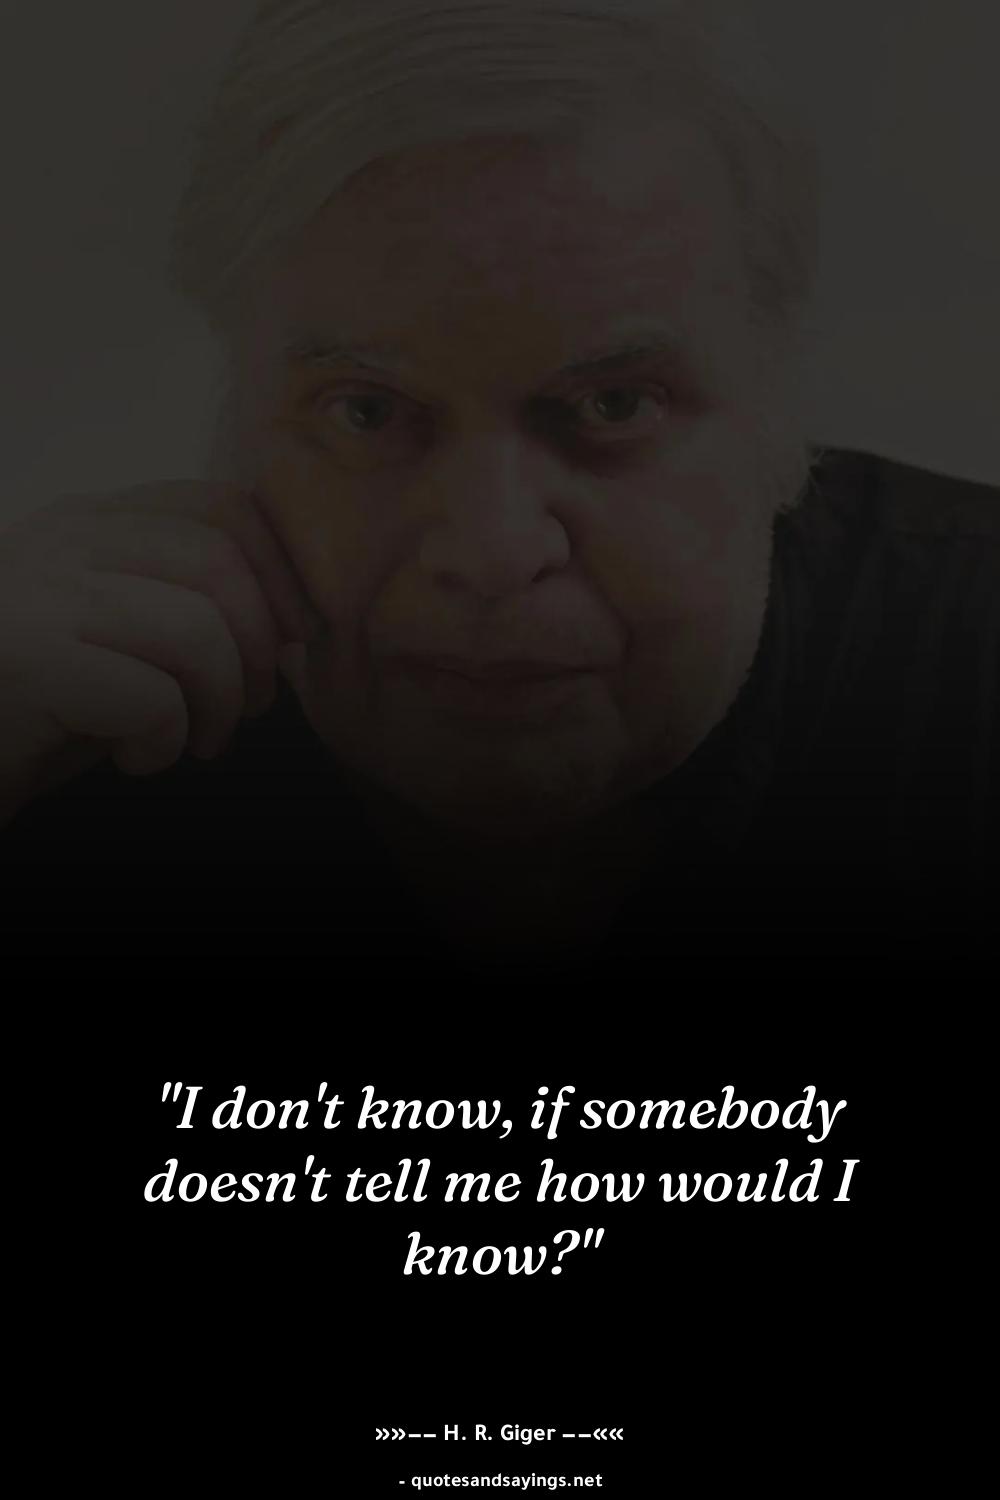 "I don't know, if somebody
doesn't tell me how would I
know?"
»»–– H. R. Giger ––««
- quotesandsayings.net